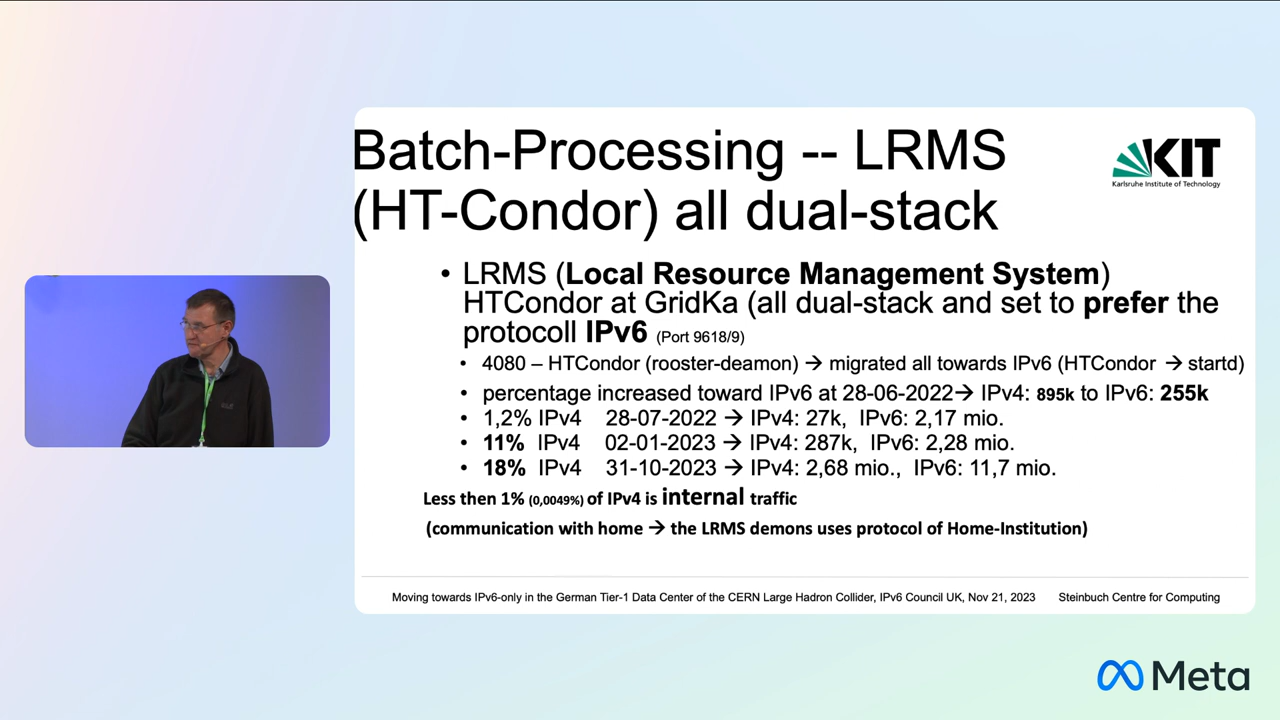 Batch-Processing -- LRMS
(HT-Condor) all dual-stack
KIT
Karlsruhe Institute of Technology
• LRMS (Local Resource Management System)
HTCondor at GridKa (all dual-stack and set to prefer the
protocoll IPv6 (Port 9618/9)
• 4080 – HTCondor (rooster-deamon) → migrated all towards IPv6 (HTCondor → startd)
• percentage increased toward IPv6 at 28-06-2022→ IPv4: 895k to IPv6: 255k
• 1,2% IPv4 28-07-2022 → IPv4: 27k, IPv6: 2,17 mio.
• 11% IPv4 02-01-2023 → IPv4: 287k, IPv6: 2,28 mio.
• 18% IPv4 31-10-2023 → IPv4: 2,68 mio., IPv6: 11,7 mio.
Less then 1% (0,0049%) of IPv4 is internal traffic
(communication with home → the LRMS demons uses protocol of Home-Institution)
Moving towards IPv6-only in the German Tier-1 Data Center of the CERN Large Hadron Collider, IPv6 Council UK, Nov 21, 2023 Steinbuch Centre for Computing
Meta